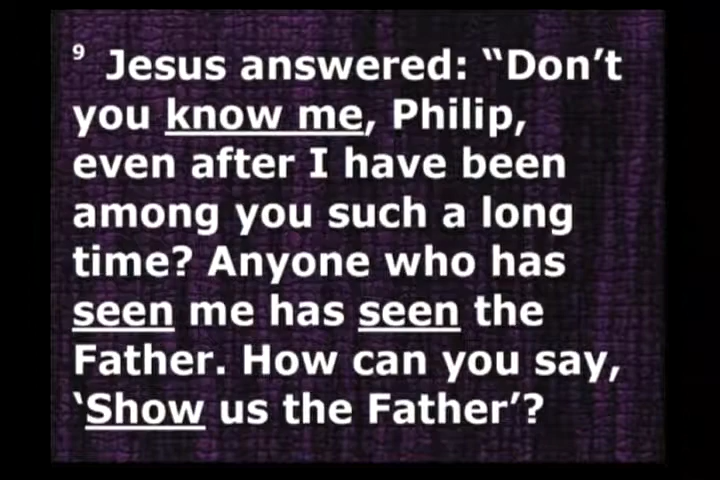 ⁹ Jesus answered: “Don’t
you know me, Philip,
even after I have been
among you such a long
time? Anyone who has
seen me has seen the
Father. How can you say,
‘Show us the Father’?